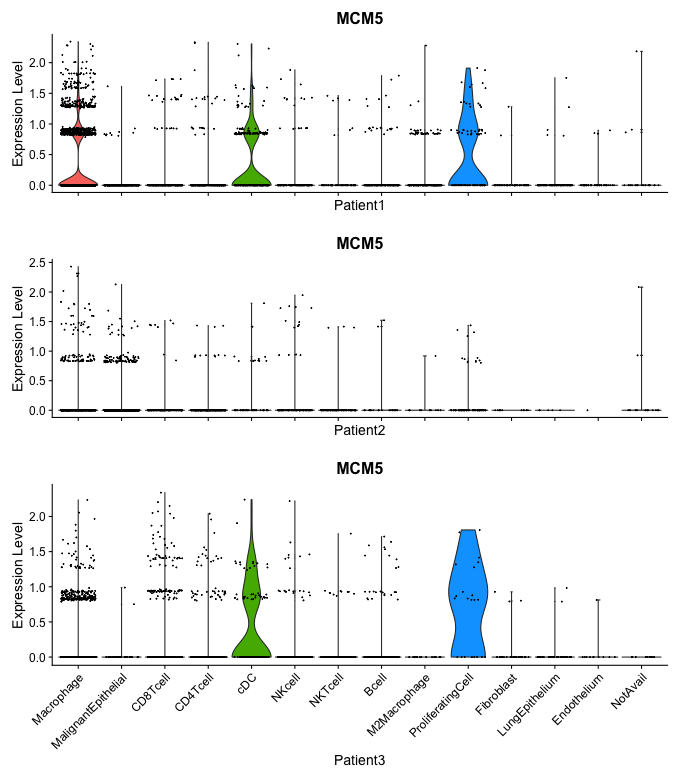 MCM5
Expression Level
2.0
1.5
1.0
0.5
0.0
Patient1
MCM5
Expression Level
2.5
2.0
1.5
1.0
0.5
0.0
Patient2
MCM5
Expression Level
2.0
1.5
1.0
0.5
0.0
Macrophage
MalignantEpithelial
CD8Tcell
CD4Tcell
cDC
NKcell
NKTcell
Bcell
M2Macrophage
ProliferatingCell
Fibroblast
LungEpithelium
Endothelium
NotAvail
Patient3